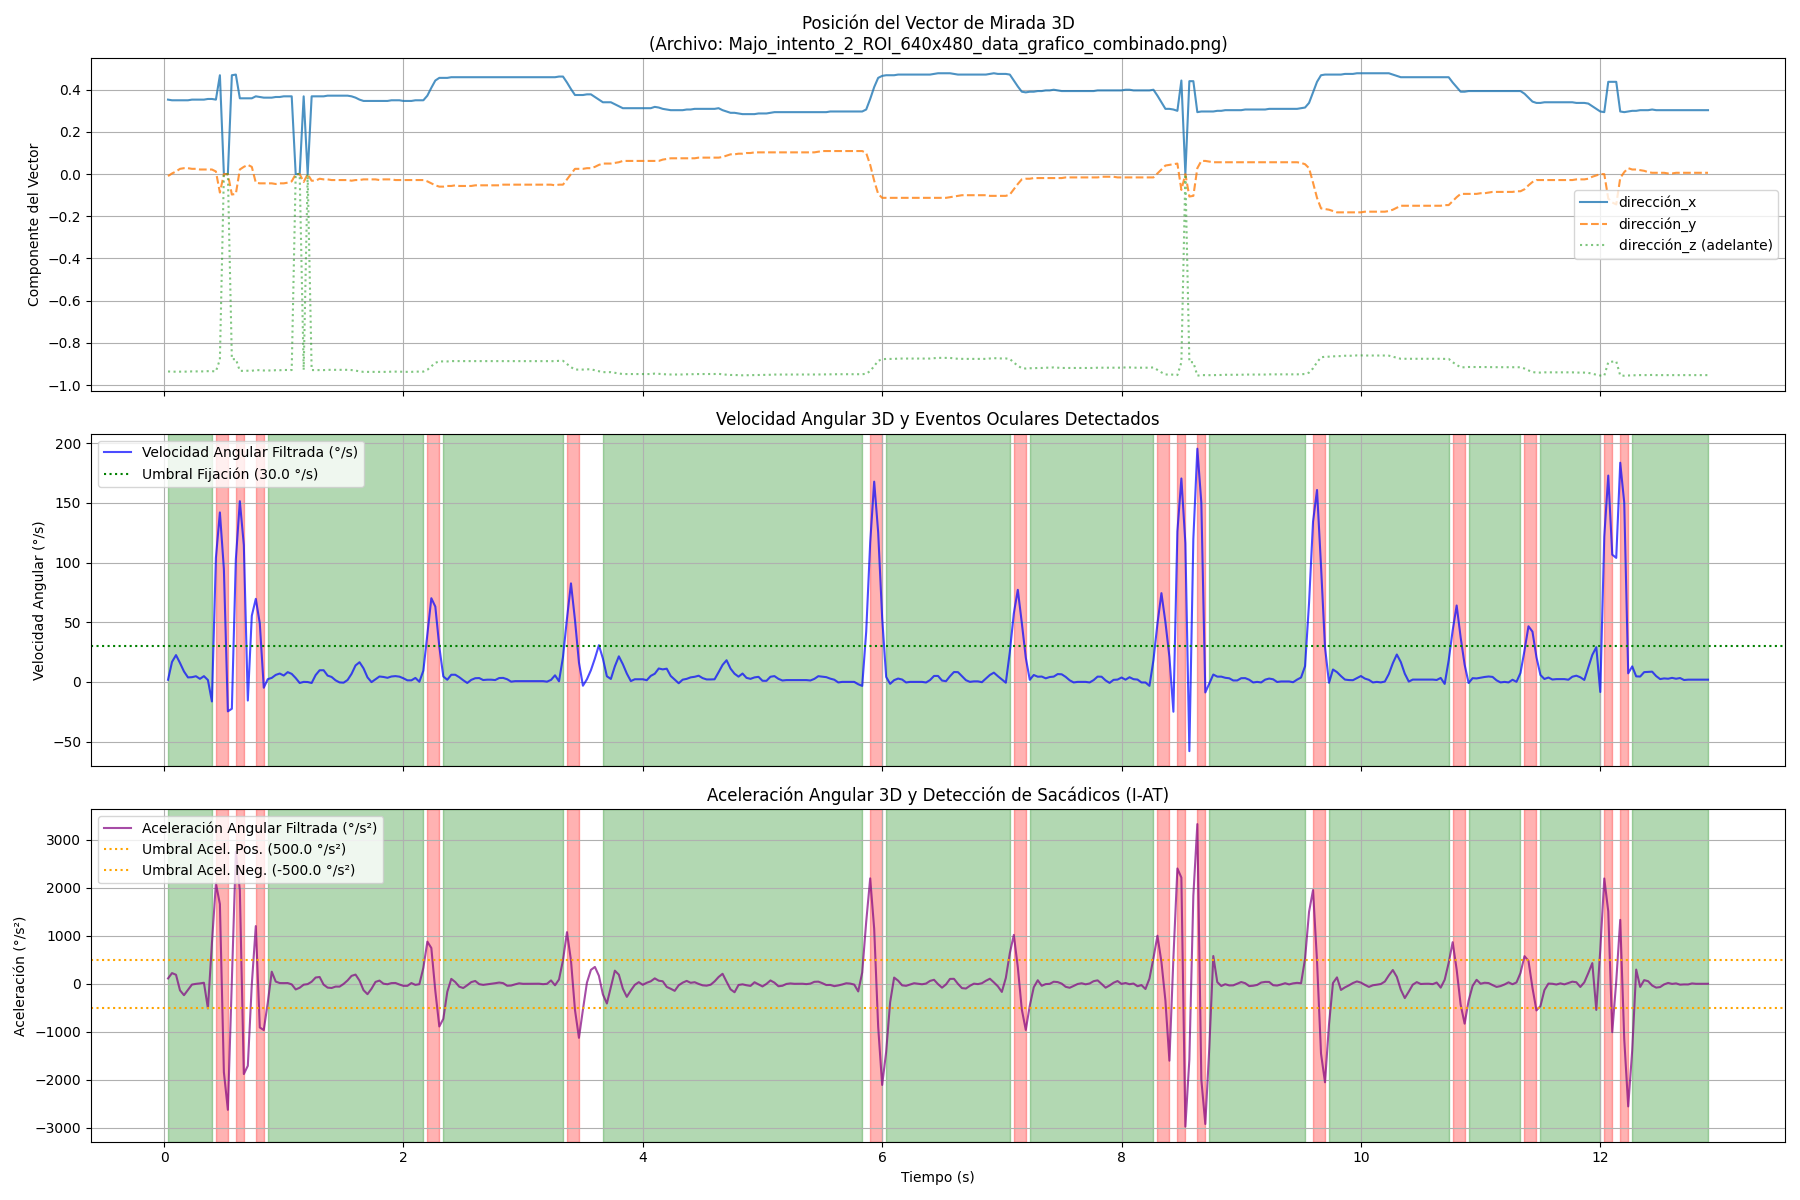 Posición del Vector de Mirada 3D
(Archivo: Majo_intento_2_ROI_640x480_data_grafico_combinado.png)
Componente del Vector
0.4
0.2
0.0
−0.2
−0.4
−0.6
−0.8
−1.0
dirección_x
dirección_y
dirección_z (adelante)
Velocidad Angular 3D y Eventos Oculares Detectados
Velocidad Angular (°/s)
200
150
100
50
0
−50
Velocidad Angular Filtrada (°/s)
Umbral Fijación (30.0 °/s)
Aceleración Angular 3D y Detección de Sacádicos (I-AT)
Aceleración (°/s²)
3000
2000
1000
0
−1000
−2000
−3000
Aceleración Angular Filtrada (°/s²)
Umbral Acel. Pos. (500.0 °/s²)
Umbral Acel. Neg. (-500.0 °/s²)
0 2 4 6 8 10 12
Tiempo (s)